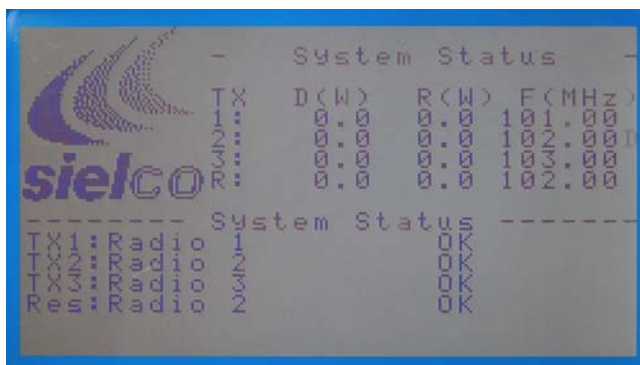 - System Status -
TX D(W) R(W) F(MHz)
1: 0.0 0.0 101.00
2: 0.0 0.0 102.00
3: 0.0 0.0 103.00
R: 0.0 0.0 102.00
sielco
-------- System Status -------
TX1:Radio 1 OK
TX2:Radio 2 OK
TX3:Radio 3 OK
Res:Radio 2 OK